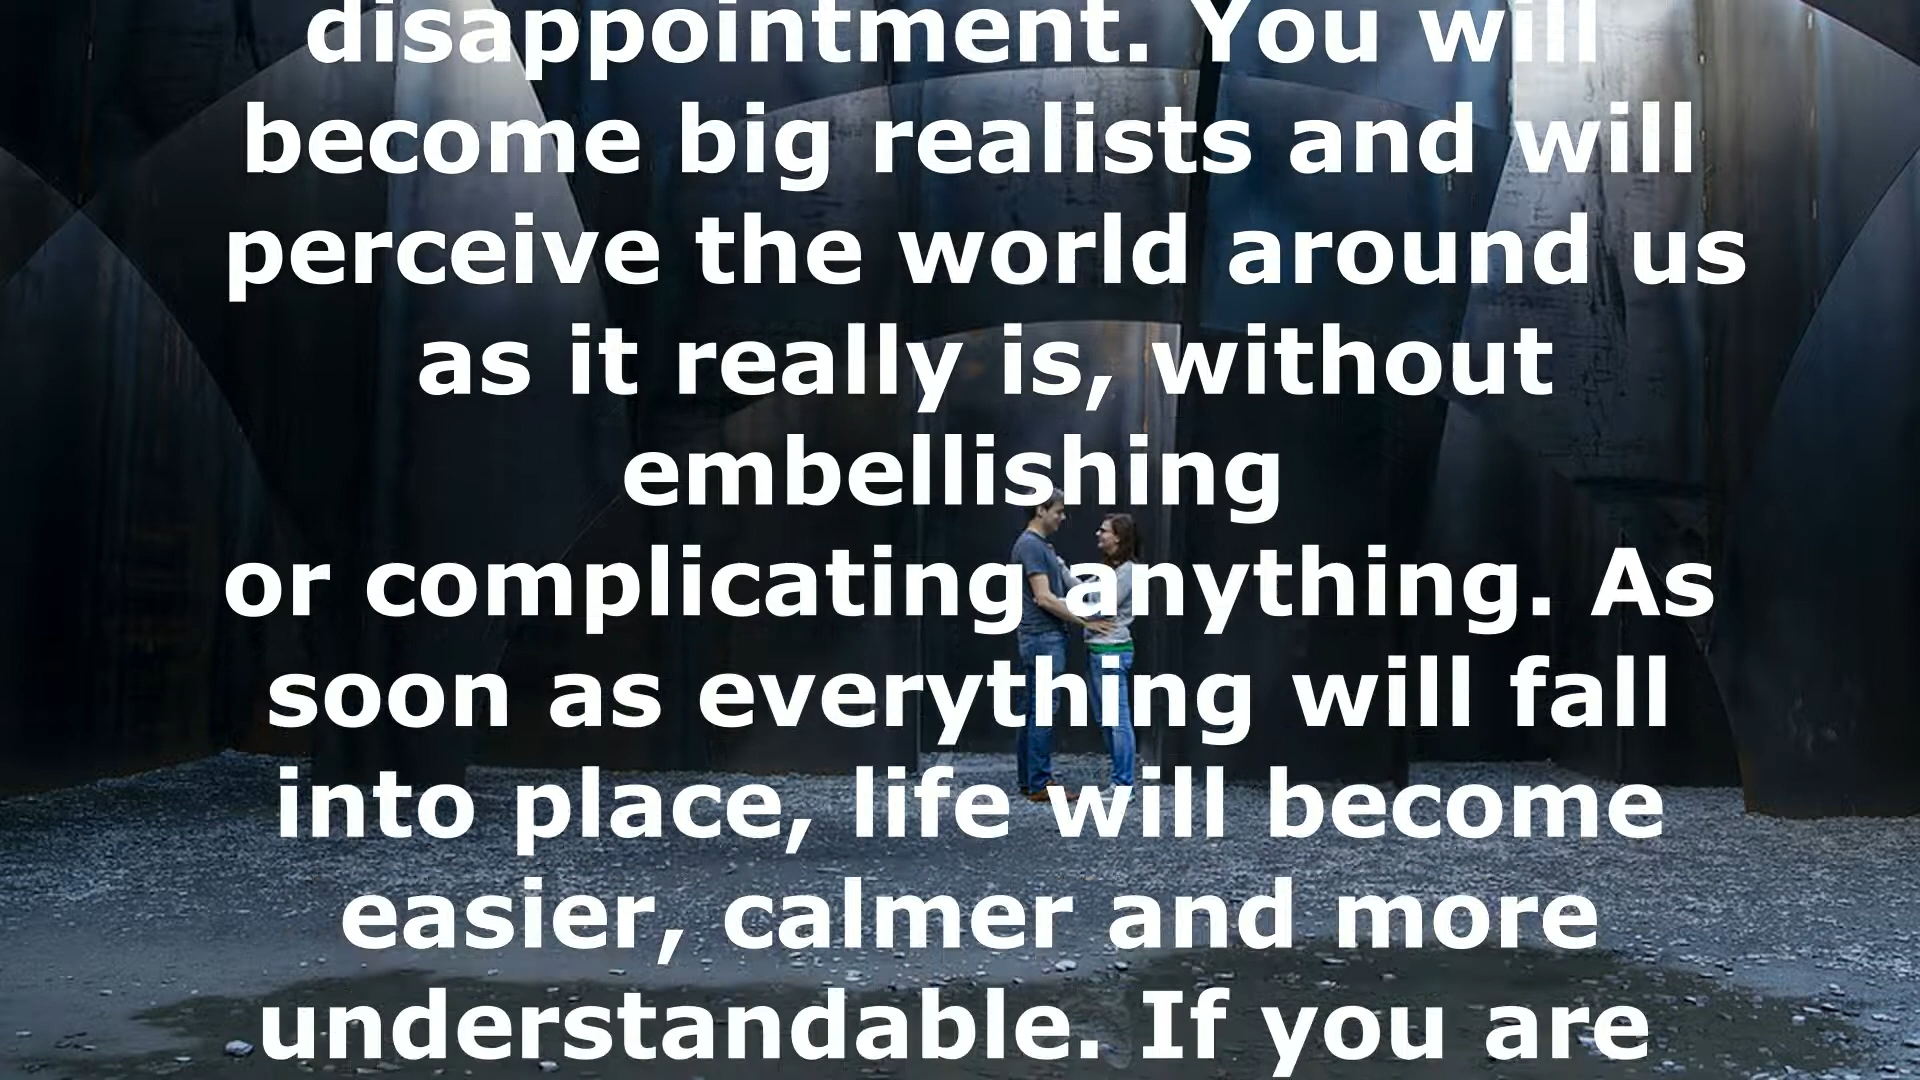 disappointment. You will
become big realists and will
perceive the world around us
as it really is, without
embellishing
or complicating anything. As
soon as everything will fall
into place, life will become
easier, calmer and more
understandable. If you are